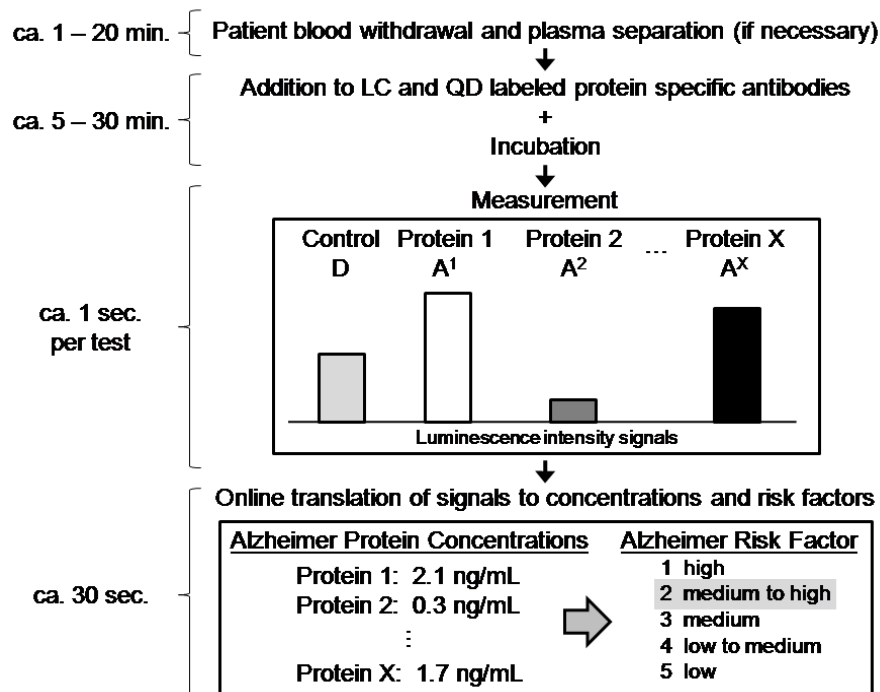 ca. 1 – 20 min.
Patient blood withdrawal and plasma separation (if necessary)
ca. 5 – 30 min.
Addition to LC and QD labeled protein specific antibodies
+
Incubation
ca. 1 sec.
per test
Measurement
Control Protein 1 Protein 2 ... Protein X
D A¹ A² Aˣ
Luminescence intensity signals
ca. 30 sec.
Online translation of signals to concentrations and risk factors
Alzheimer Protein Concentrations
Protein 1: 2.1 ng/mL
Protein 2: 0.3 ng/mL
⋮
Protein X: 1.7 ng/mL
Alzheimer Risk Factor
1 high
2 medium to high
3 medium
4 low to medium
5 low